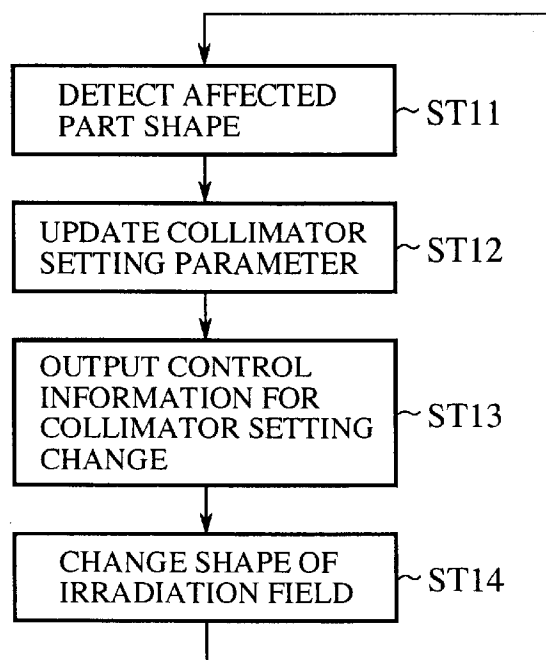 DETECT AFFECTED
PART SHAPE
ST11
UPDATE COLLIMATOR
SETTING PARAMETER
ST12
OUTPUT CONTROL
INFORMATION FOR
COLLIMATOR SETTING
CHANGE
ST13
CHANGE SHAPE OF
IRRADIATION FIELD
ST14